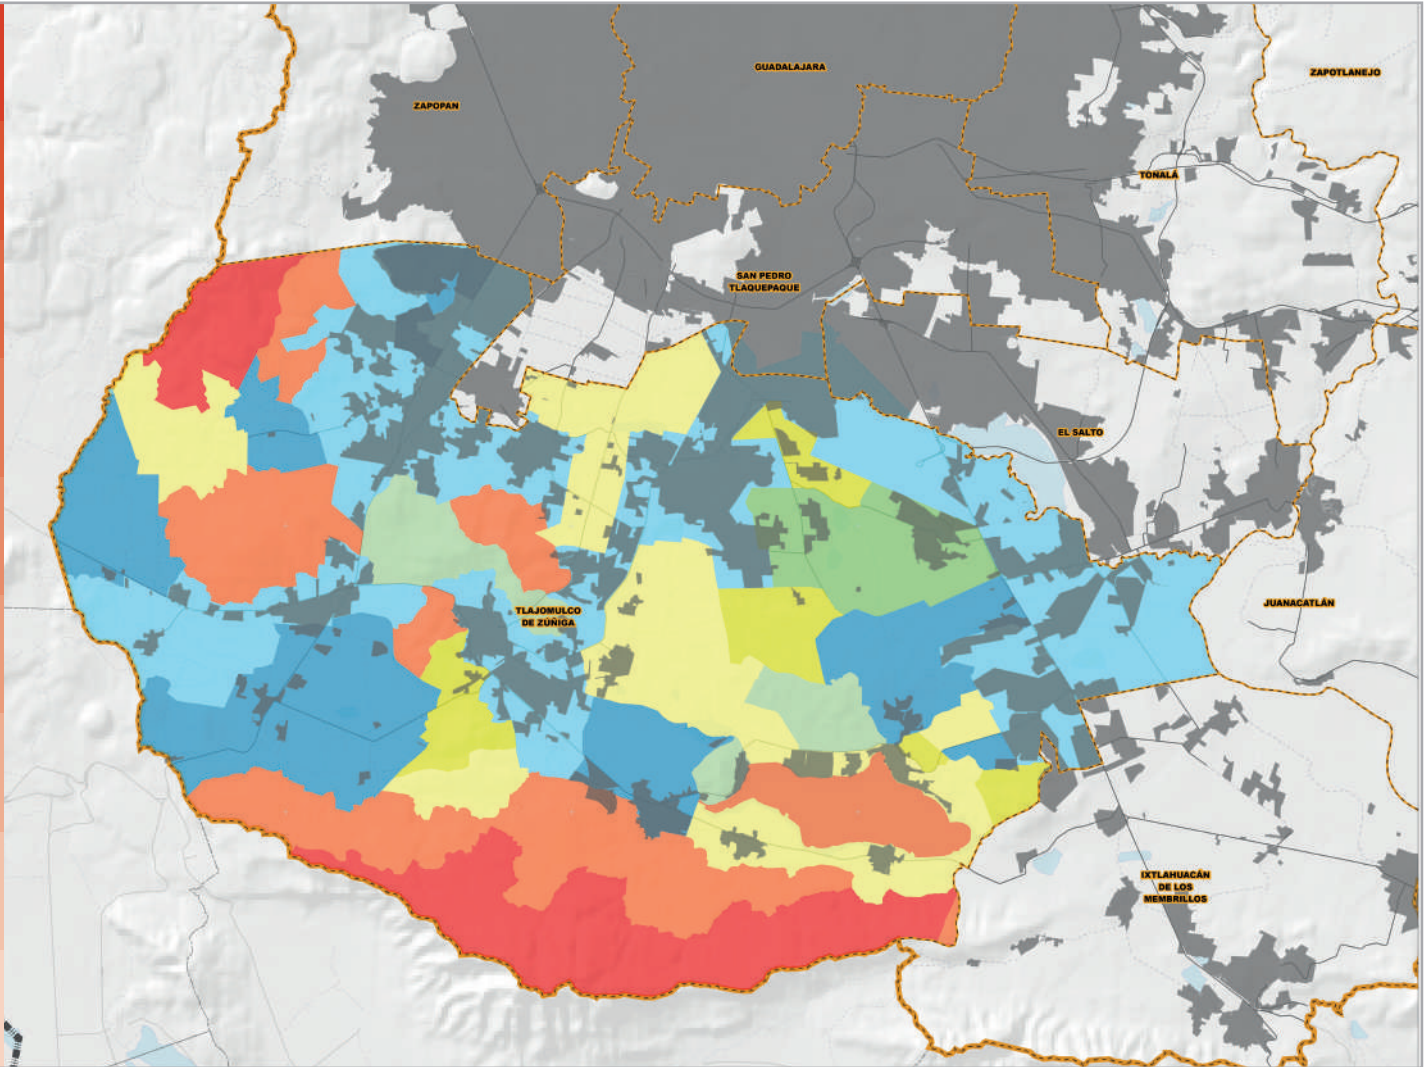 GUADALAJARA
ZAPOTLANEJO
ZAPOPAN
TONALÁ
SAN PEDRO
TLAQUEPAQUE
EL SALTO
JUANACATLÁN
TLAJOMULCO
DE ZÚÑIGA
IXTLAHUACÁN
DE LOS
MEMBRILLOS